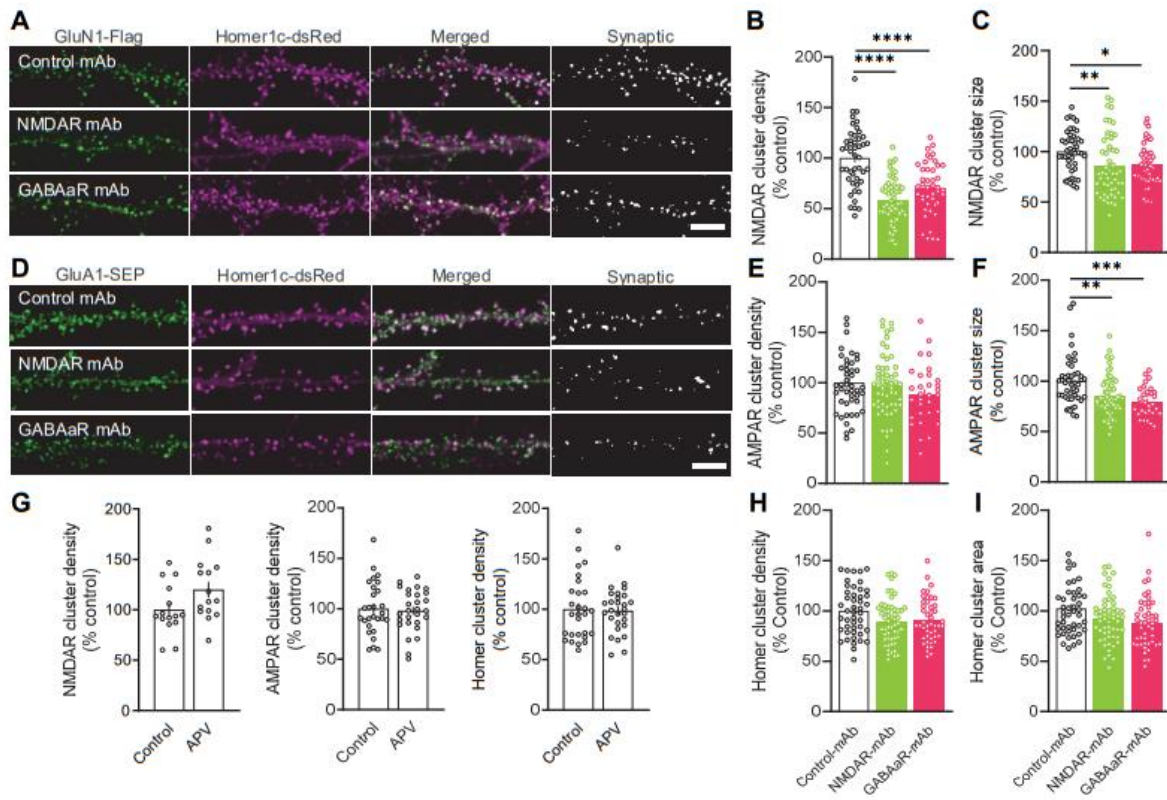 A
GluN1-Flag Homer1c-dsRed Merged Synaptic
Control mAb
NMDAR mAb
GABAaR mAb
B
NMDAR cluster density
(% control)
200
150
100
50
0
****
****
C
NMDAR cluster size
(% control)
200
150
100
50
0
*
**
D
GluA1-SEP Homer1c-dsRed Merged Synaptic
Control mAb
NMDAR mAb
GABAaR mAb
E
AMPAR cluster density
(% control)
200
150
100
50
0
F
AMPAR cluster size
(% control)
200
150
100
50
0
***
**
G
NMDAR cluster density
(% control)
200
150
100
50
0
Control
APV
AMPAR cluster density
(% control)
200
150
100
50
0
Control
APV
Homer cluster density
(% control)
200
150
100
50
0
Control
APV
H
Homer cluster density
(% Control)
200
150
100
50
0
Control-mAb
NMDAR-mAb
GABAaR-mAb
I
Homer cluster area
(% Control)
200
150
100
50
0
Control-mAb
NMDAR-mAb
GABAaR-mAb